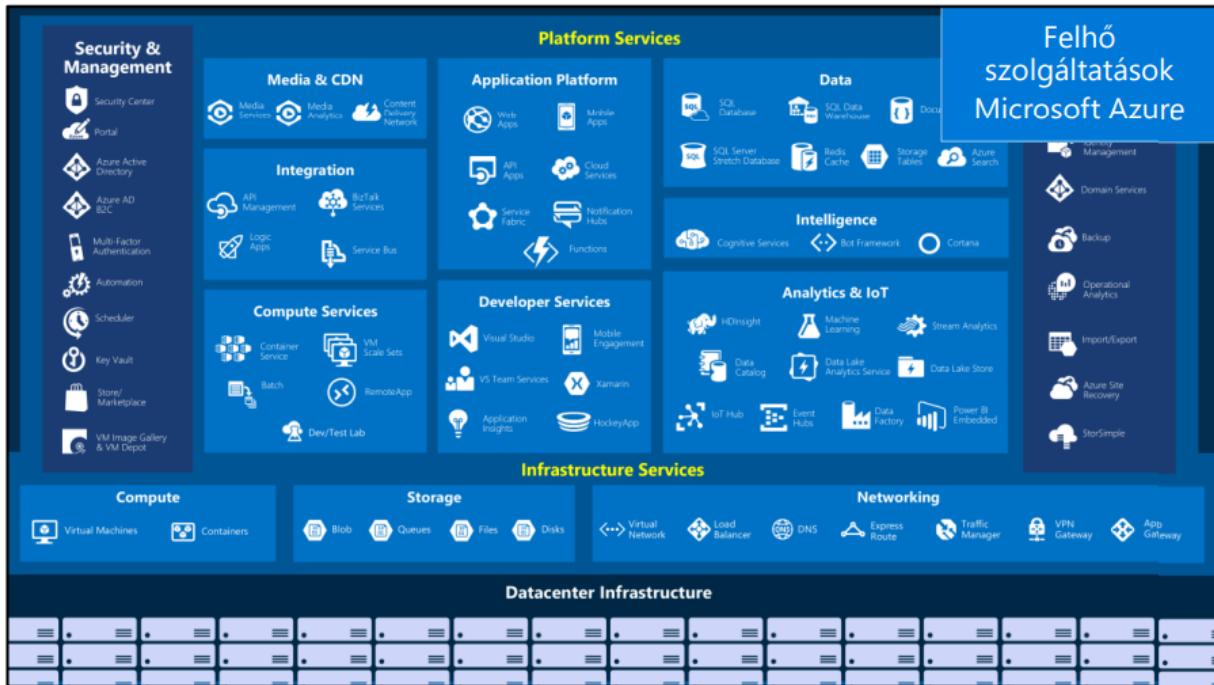 Platform Services
Felhő
szolgáltatások
Microsoft Azure
Security &
Management
Security Center
Portal
Azure Active
Directory
Azure AD
B2C
Multi-Factor
Authentication
Automation
Scheduler
Key Vault
Store/
Marketplace
VM Image Gallery
& VM Depot
Media & CDN
Media
Services
Media
Analytics
Content
Delivery
Network
Integration
API
Management
BizTalk
Services
Logic
Apps
Service Bus
Compute Services
Container
Service
VM
Scale Sets
Batch
RemoteApp
Dev/Test Lab
Application Platform
Web
Apps
Mobile
Apps
API
Apps
Cloud
Services
Service
Fabric
Notification
Hubs
Functions
Developer Services
Visual Studio
Mobile
Engagement
VS Team Services
Xamarin
Application
Insights
HockeyApp
Data
SQL
SQL
Database
SQL Data
Warehouse
Docu
SQL
SQL Server
Stretch Database
Redis
Cache
Storage
Tables
Azure
Search
Intelligence
Cognitive Services
Bot Framework
Cortana
Analytics & IoT
HDInsight
Machine
Learning
Stream Analytics
Data
Catalog
Data Lake
Analytics Service
Data Lake Store
IoT Hub
Event
Hubs
Data
Factory
Power BI
Embedded
Management
Domain Services
Backup
Operational
Analytics
Import/Export
Azure Site
Recovery
StorSimple
Infrastructure Services
Compute
Virtual Machines
Containers
Storage
Blob
Queues
Files
Disks
Networking
Virtual
Network
Load
Balancer
DNS
DNS
Express
Route
Traffic
Manager
VPN
Gateway
App
Gateway
Datacenter Infrastructure